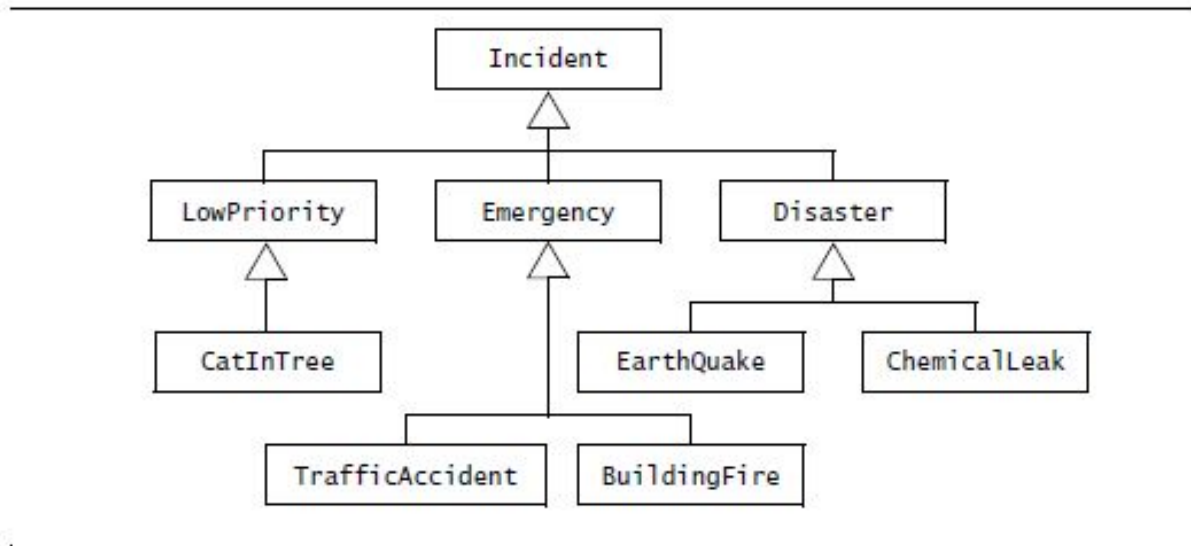 Incident
LowPriority Emergency Disaster
CatInTree EarthQuake ChemicalLeak
TrafficAccident BuildingFire